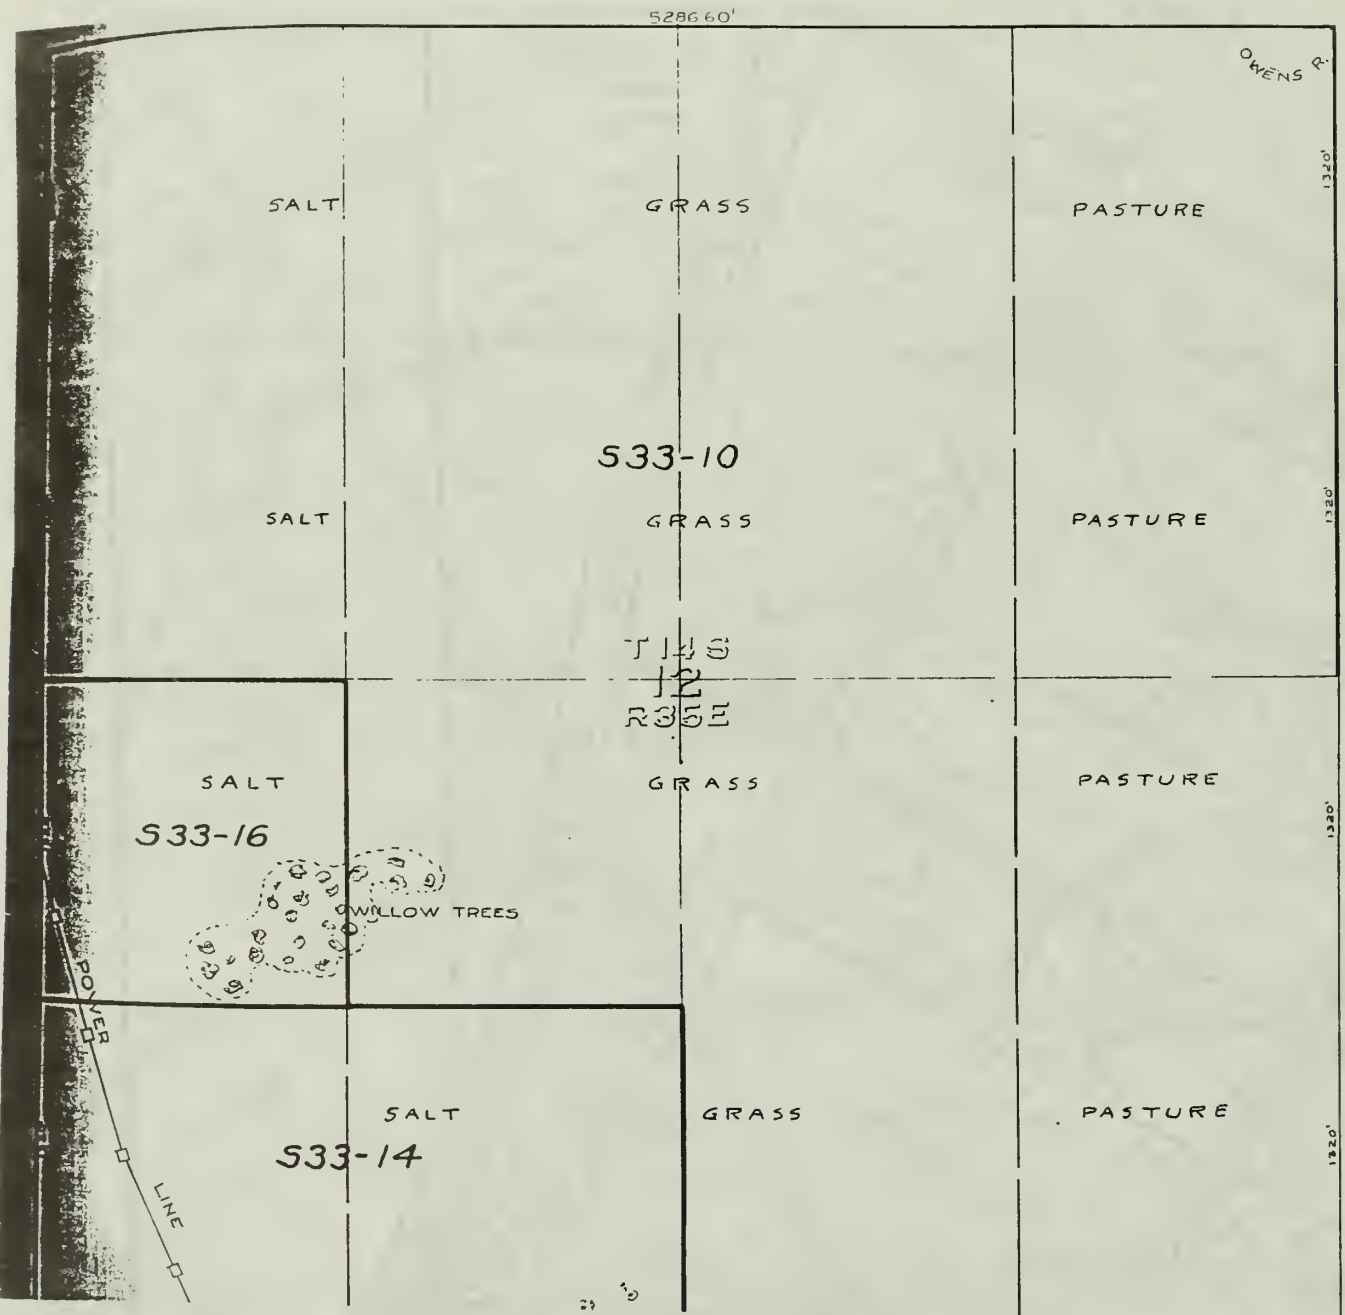 528660'
OWENS R.
1320'
SALT GRASS PASTURE
S33-10
1320'
SALT GRASS PASTURE
T14S
12
R35E
SALT GRASS PASTURE
1320'
S33-16
WILLOW TREES
POWER
SALT GRASS PASTURE
1320'
S33-14
LINE